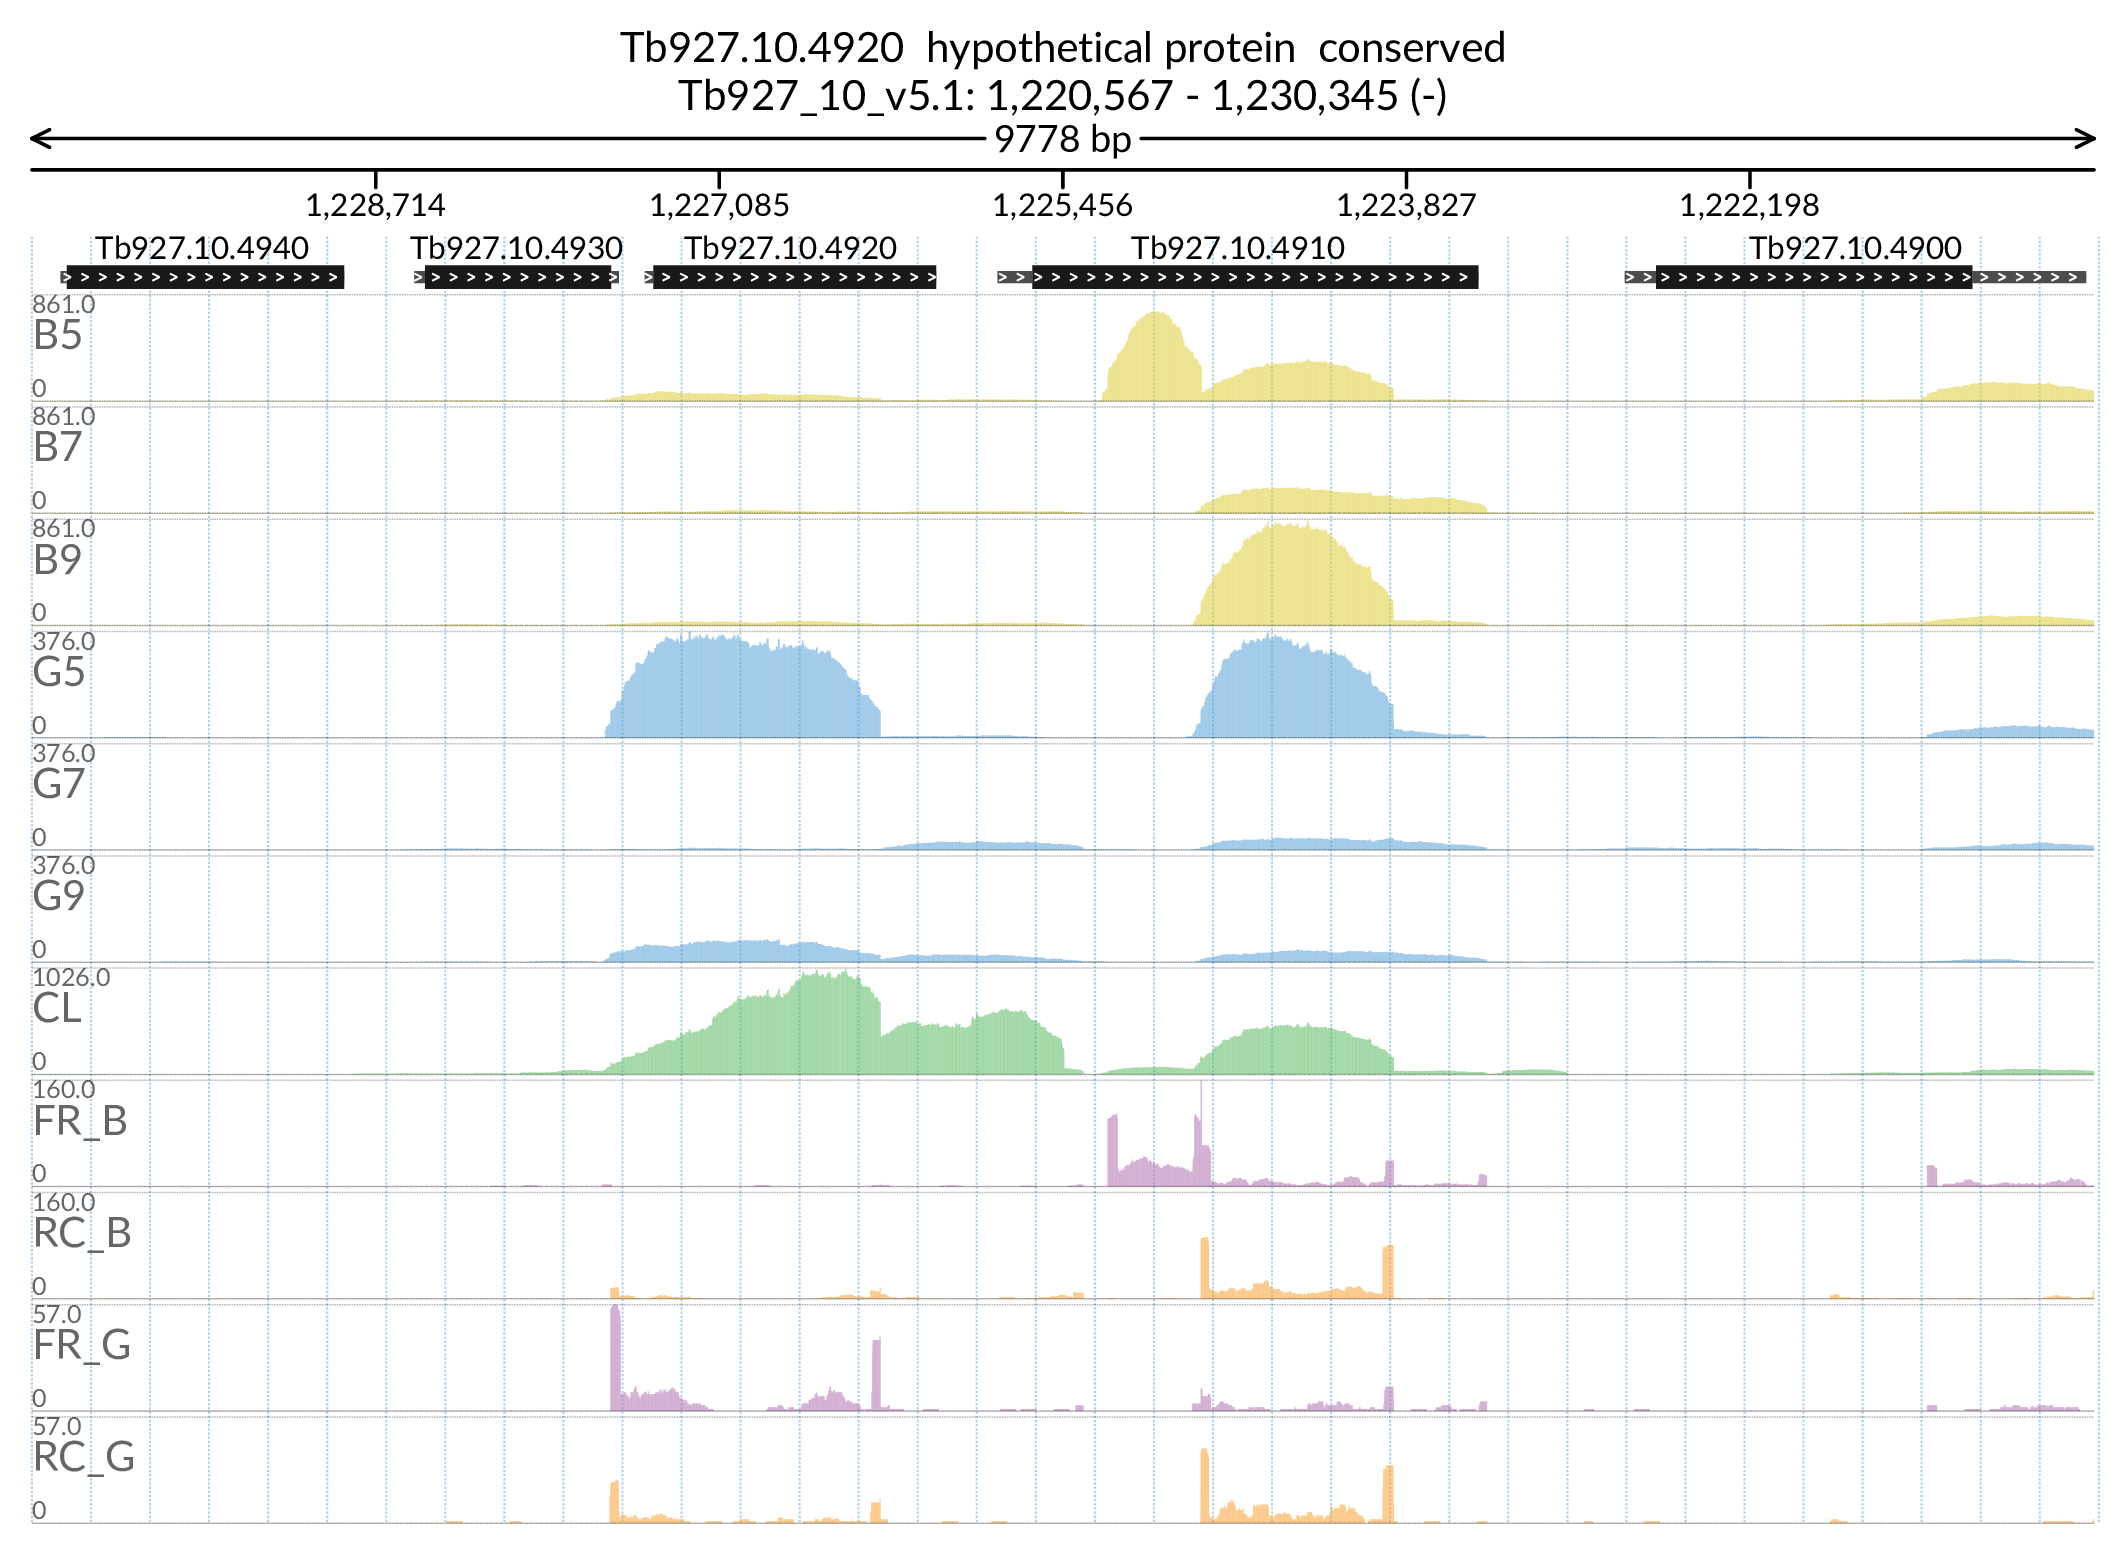 Tb927.10.4920  hypothetical protein  conserved
Tb927_10_v5.1: 1,220,567 - 1,230,345 (-)
9778 bp
1,228,714 1,227,085 1,225,456 1,223,827 1,222,198
Tb927.10.4940 Tb927.10.4930 Tb927.10.4920 Tb927.10.4910 Tb927.10.4900
861.0
B5
0
861.0
B7
0
861.0
B9
0
376.0
G5
0
376.0
G7
0
376.0
G9
0
1026.0
CL
0
160.0
FR_B
0
160.0
RC_B
0
57.0
FR_G
0
57.0
RC_G
0